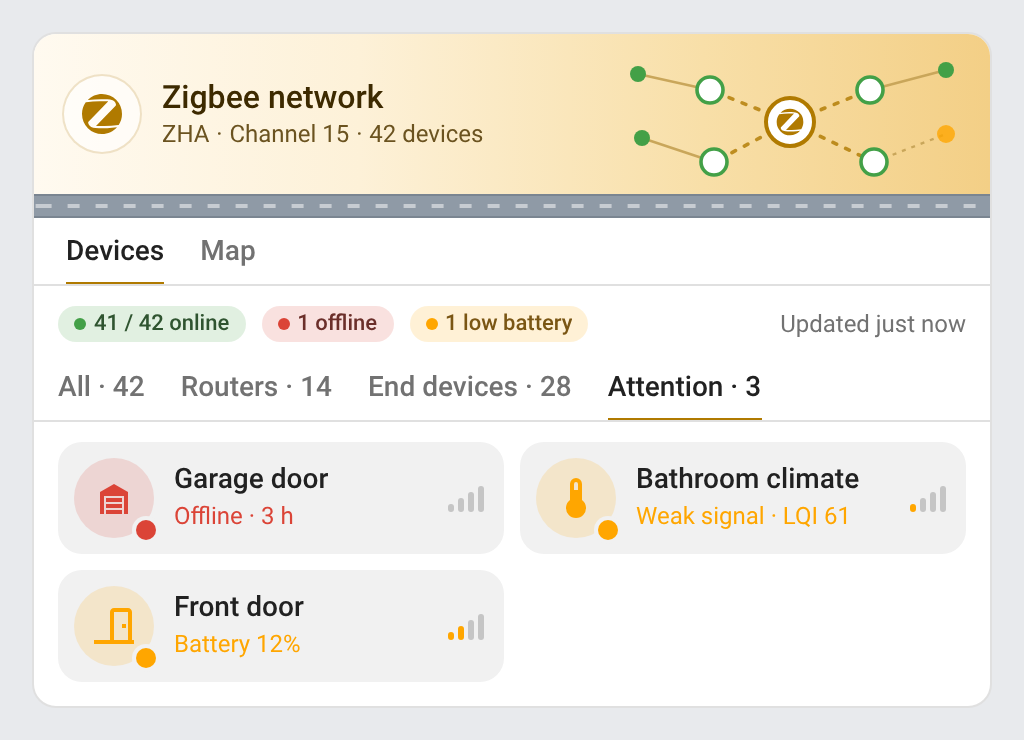 Zigbee network
ZHA · Channel 15 · 42 devices
Devices Map
41 / 42 online 1 offline 1 low battery Updated just now
All · 42 Routers · 14 End devices · 28 Attention · 3
Garage door
Offline · 3 h
Bathroom climate
Weak signal · LQI 61
Front door
Battery 12%